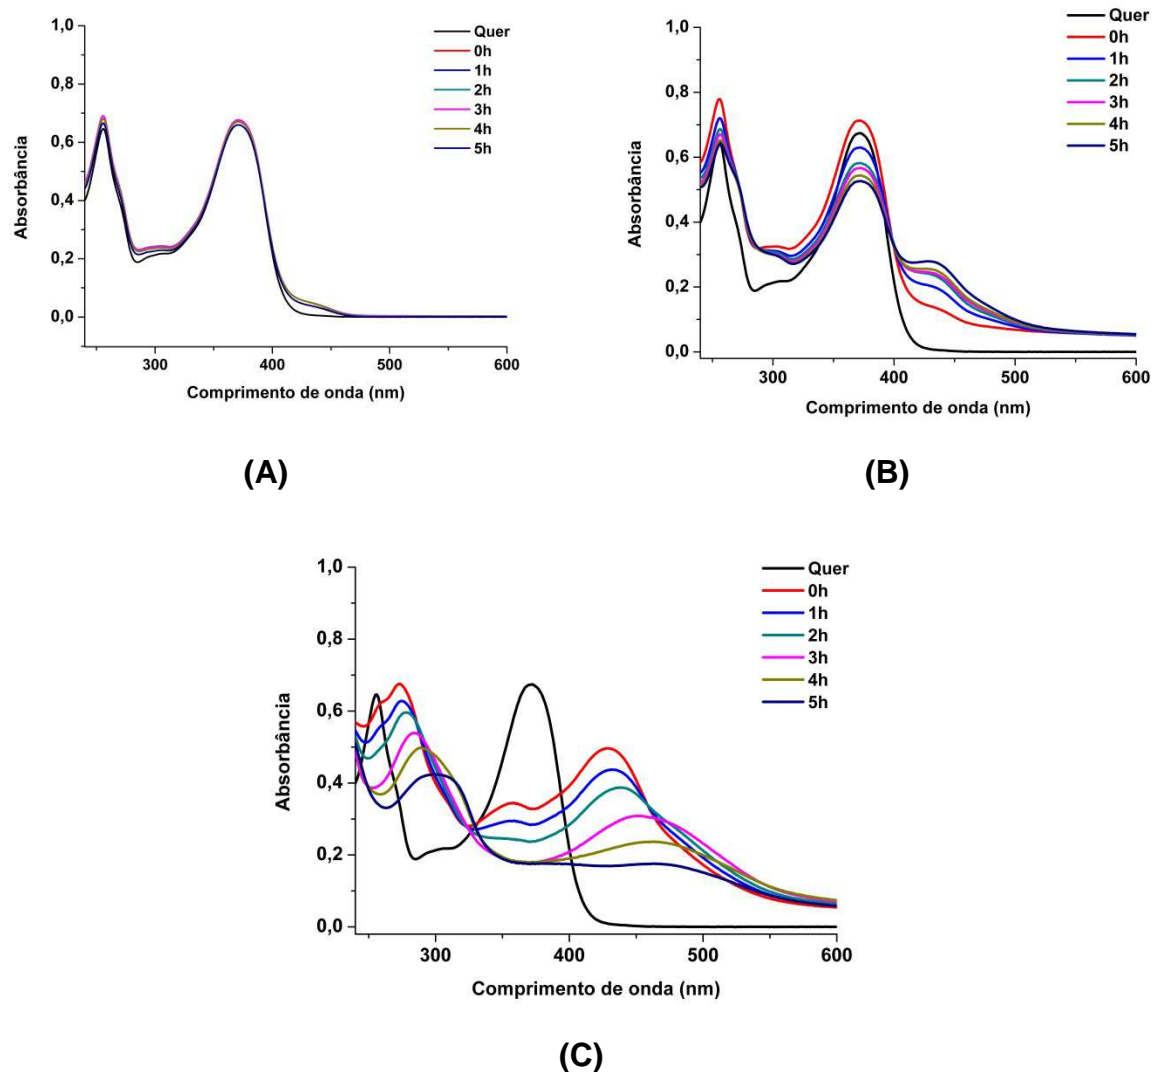 1,0
0,8
0,6
0,4
0,2
0,0
Absorbância
300
400
500
600
Comprimento de onda (nm)
Quer
0h
1h
2h
3h
4h
5h
(A)
1,0
0,8
0,6
0,4
0,2
0,0
Absorbância
300
400
500
600
Comprimento de onda (nm)
Quer
0h
1h
2h
3h
4h
5h
(B)
1,0
0,8
0,6
0,4
0,2
0,0
Absorbância
300
400
500
600
Comprimento de onda (nm)
Quer
0h
1h
2h
3h
4h
5h
(C)